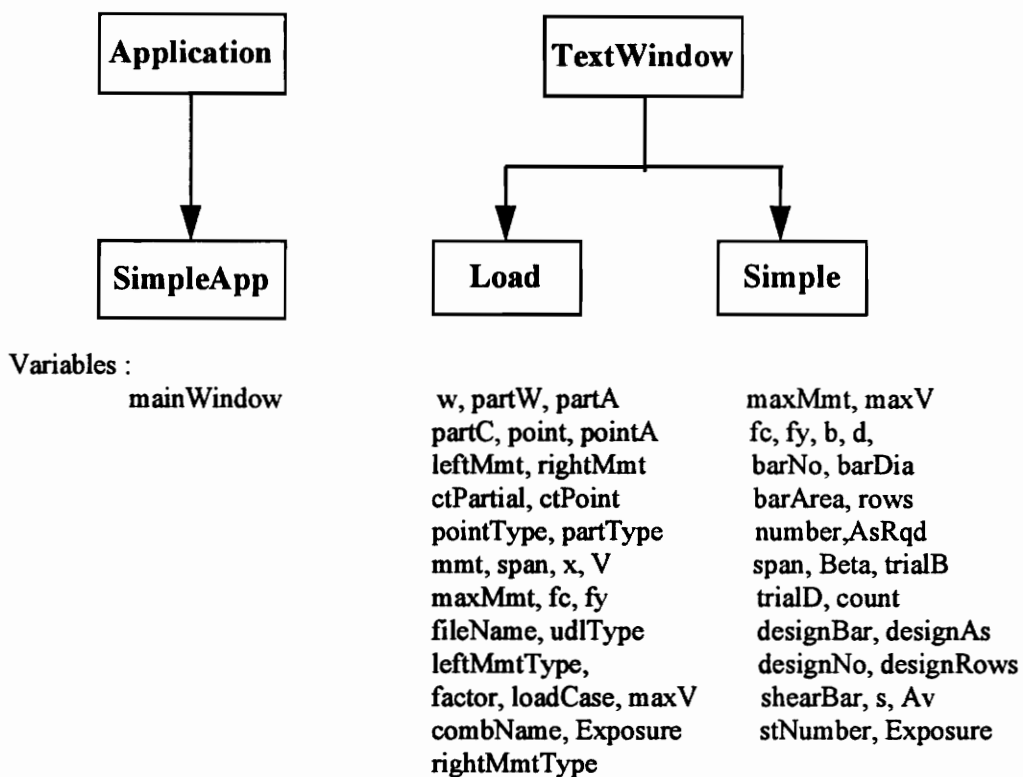 Application
TextWindow
SimpleApp
Load
Simple
Variables :
mainWindow
w, partW, partA
partC, point, pointA
leftMmt, rightMmt
ctPartial, ctPoint
pointType, partType
mmt, span, x, V
maxMmt, fc, fy
fileName, udlType
leftMmtType,
factor, loadCase, maxV
combName, Exposure
rightMmtType
maxMmt, maxV
fc, fy, b, d,
barNo, barDia
barArea, rows
number,AsRqd
span, Beta, trialB
trialD, count
designBar, designAs
designNo, designRows
shearBar, s, Av
stNumber, Exposure